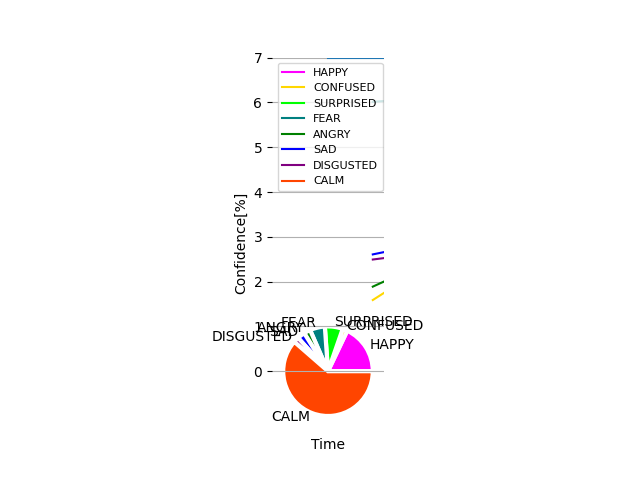 7
6
5
4
3
2
1
0
Confidence[%]
HAPPY
CONFUSED
SURPRISED
FEAR
ANGRY
SAD
DISGUSTED
CALM
FEAR
SURPRISED
ANGRY
CONFUSED
SAD
DISGUSTED
HAPPY
CALM
Time